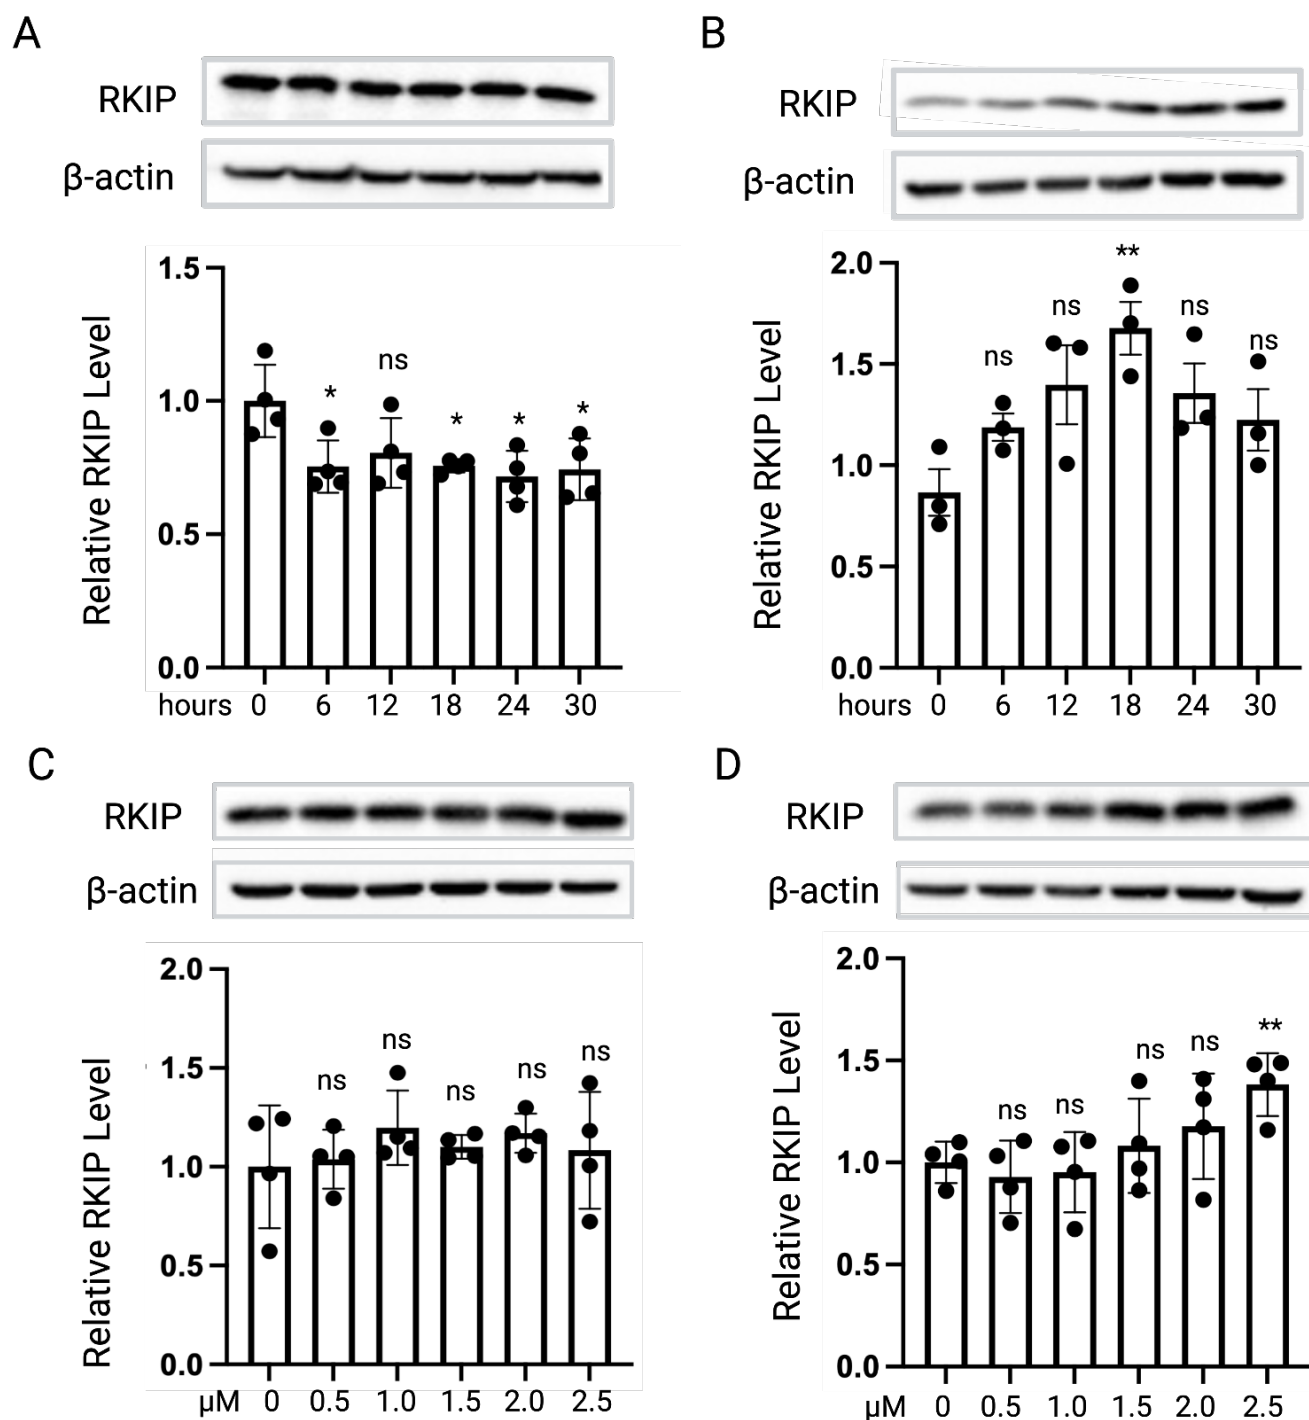 A
RKIP
β-actin
1.5
1.0
0.5
0.0
Relative RKIP Level
*
ns
*
*
*
hours 0 6 12 18 24 30
B
RKIP
β-actin
2.0
1.5
1.0
0.5
0.0
Relative RKIP Level
ns
ns
**
ns
ns
hours 0 6 12 18 24 30
C
RKIP
β-actin
2.0
1.5
1.0
0.5
0.0
Relative RKIP Level
ns
ns
ns
ns
ns
μM 0 0.5 1.0 1.5 2.0 2.5
D
RKIP
β-actin
2.0
1.5
1.0
0.5
0.0
Relative RKIP Level
ns
ns
ns
ns
**
μM 0 0.5 1.0 1.5 2.0 2.5